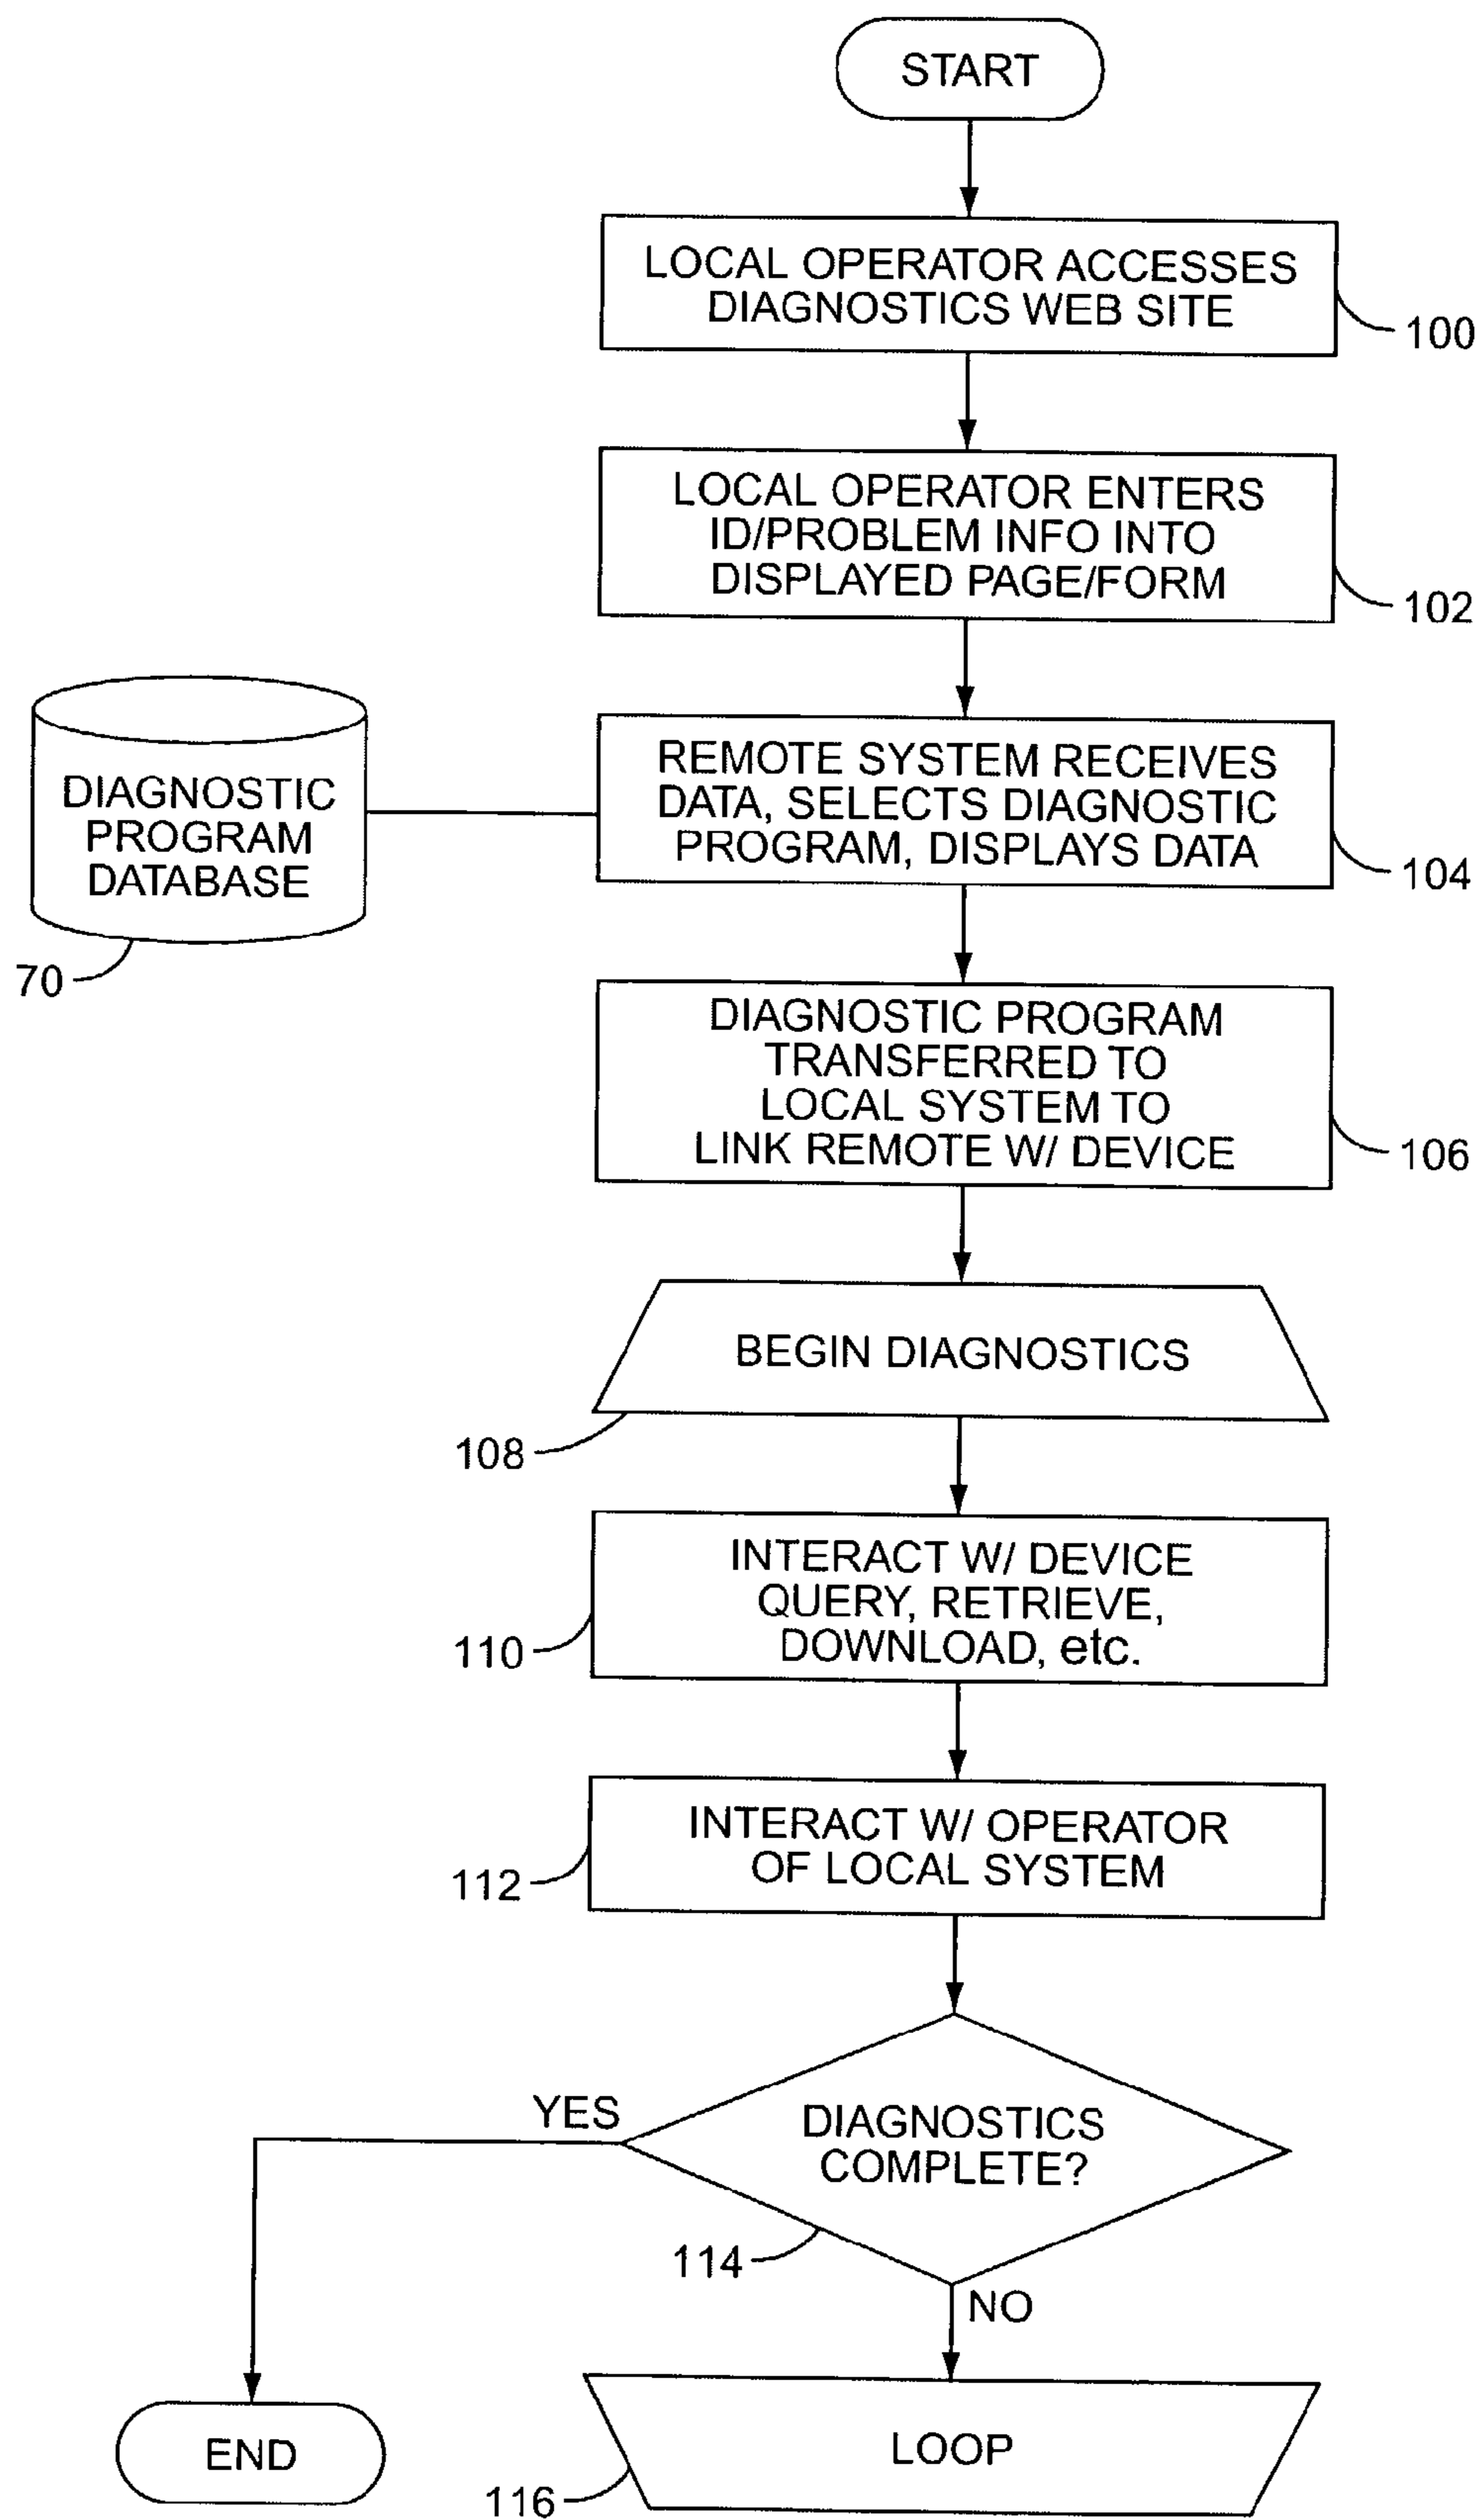 START
LOCAL OPERATOR ACCESSES
DIAGNOSTICS WEB SITE
100
LOCAL OPERATOR ENTERS
ID/PROBLEM INFO INTO
DISPLAYED PAGE/FORM
102
DIAGNOSTIC
PROGRAM
DATABASE
70
REMOTE SYSTEM RECEIVES
DATA, SELECTS DIAGNOSTIC
PROGRAM, DISPLAYS DATA
104
DIAGNOSTIC PROGRAM
TRANSFERRED TO
LOCAL SYSTEM TO
LINK REMOTE W/ DEVICE
106
BEGIN DIAGNOSTICS
108
INTERACT W/ DEVICE
QUERY, RETRIEVE,
DOWNLOAD, etc.
110
INTERACT W/ OPERATOR
OF LOCAL SYSTEM
112
DIAGNOSTICS
COMPLETE?
YES
114
NO
END
LOOP
116